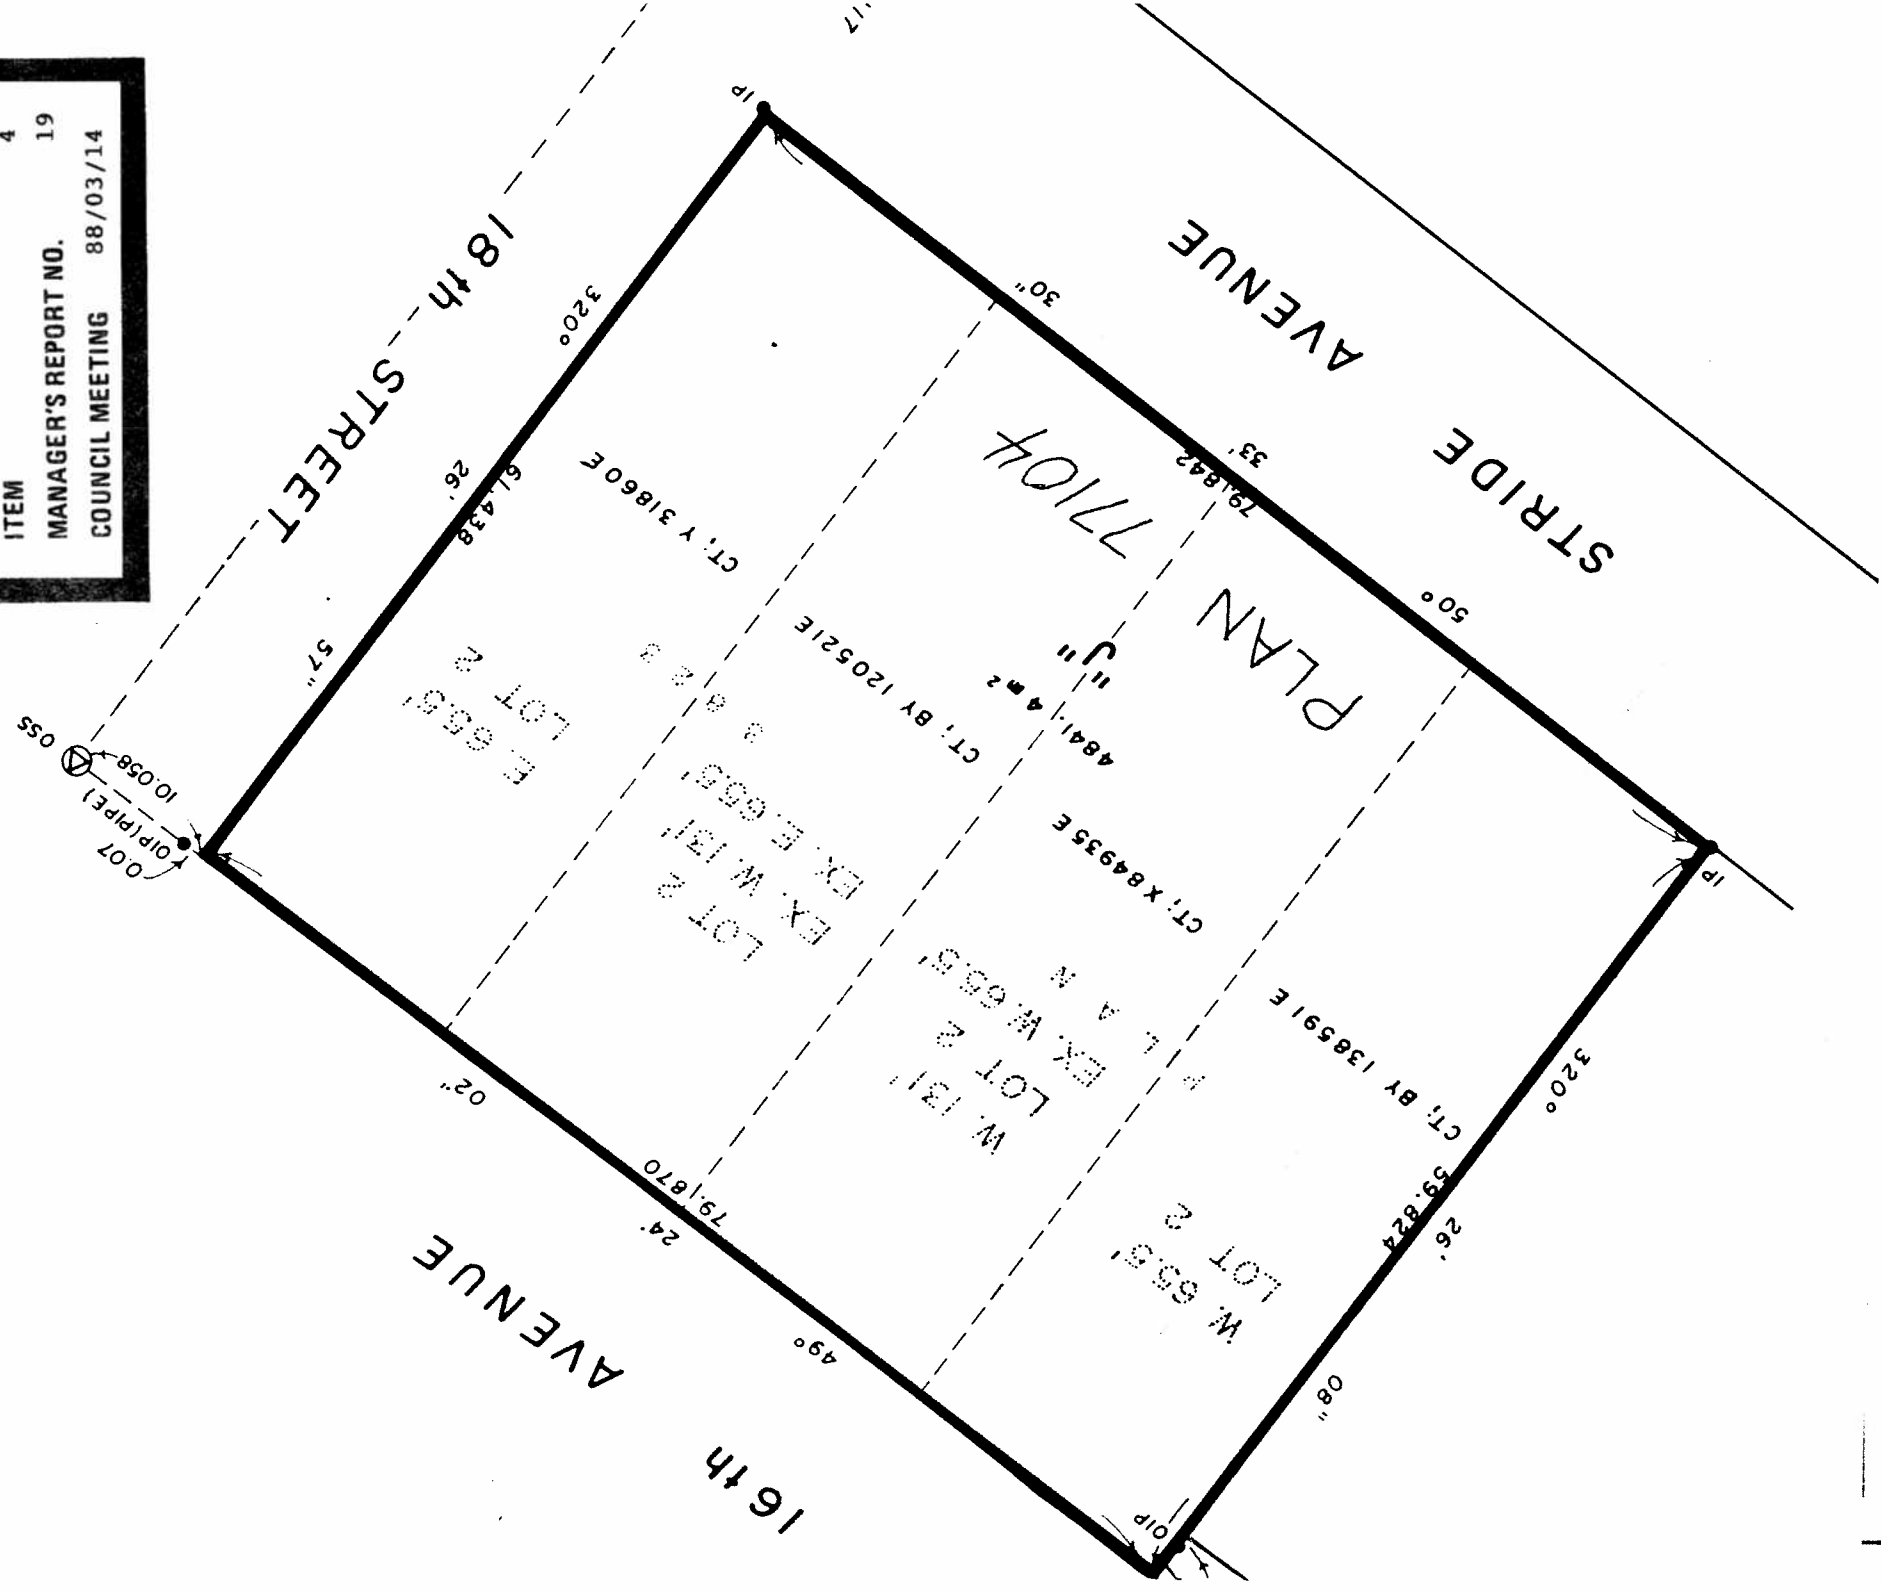 ITEM 4
MANAGER'S REPORT NO. 19
COUNCIL MEETING 88/03/14
18th STREET
STRIDE AVENUE
16th AVENUE
IP
320°
26'
57"
61.438
50°
33'
30"
79.842
IP
320°
26'
08"
59.824
OIP
49°
24'
02"
79.870
OSS
10.058
OIP (PIPE)
0.07
PLAN 77104
"J"
4841.4 m²
CT; Y 31860 E
CT; BY 120521E
CT; X 84935 E
CT; BY 138591E
E. 65.5'
LOT 2
LOT 2
EX. W. 131'
EX. E. 65.5'
W. 131'
LOT 2
EX. W. 65.5'
W. 65.5'
LOT 2
PLAN